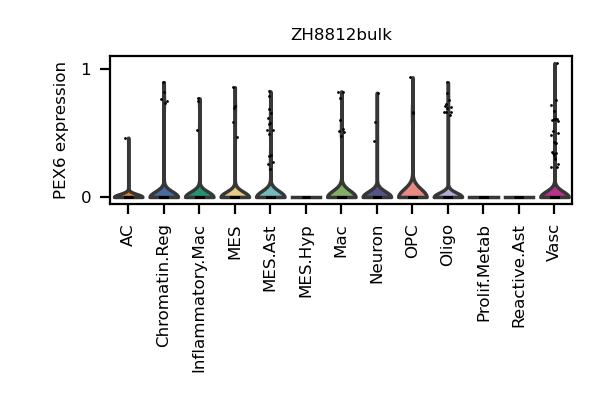 ZH8812bulk
PEX6 expression
1
0
AC
Chromatin.Reg
Inflammatory.Mac
MES
MES.Ast
MES.Hyp
Mac
Neuron
OPC
Oligo
Prolif.Metab
Reactive.Ast
Vasc